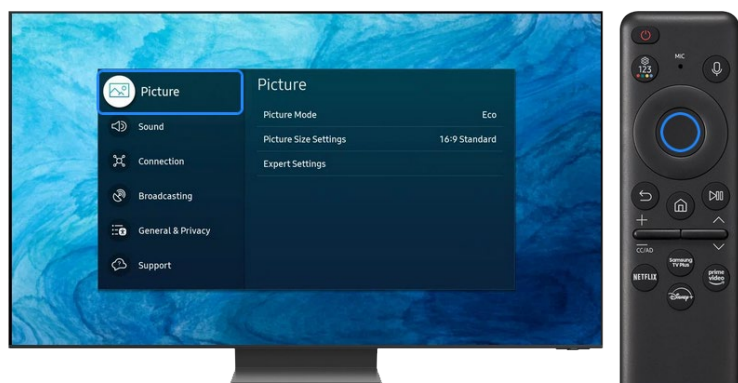 Picture
Sound
Connection
Broadcasting
General & Privacy
Support
Picture
Picture Mode Eco
Picture Size Settings 16:9 Standard
Expert Settings
MIC
123
CC/AD
NETFLIX
Samsung
TV Plus
prime
video
Disney+